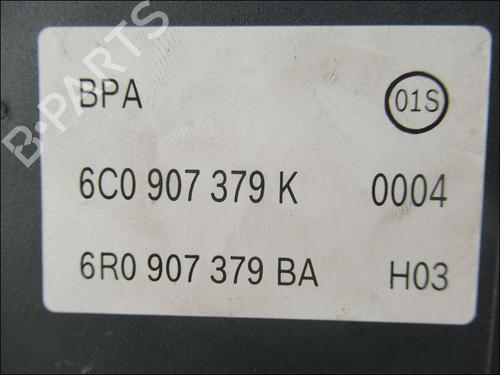 B-PARTS
BPA 01S
6C0 907 379 K 0004
6R0 907 379 BA H03